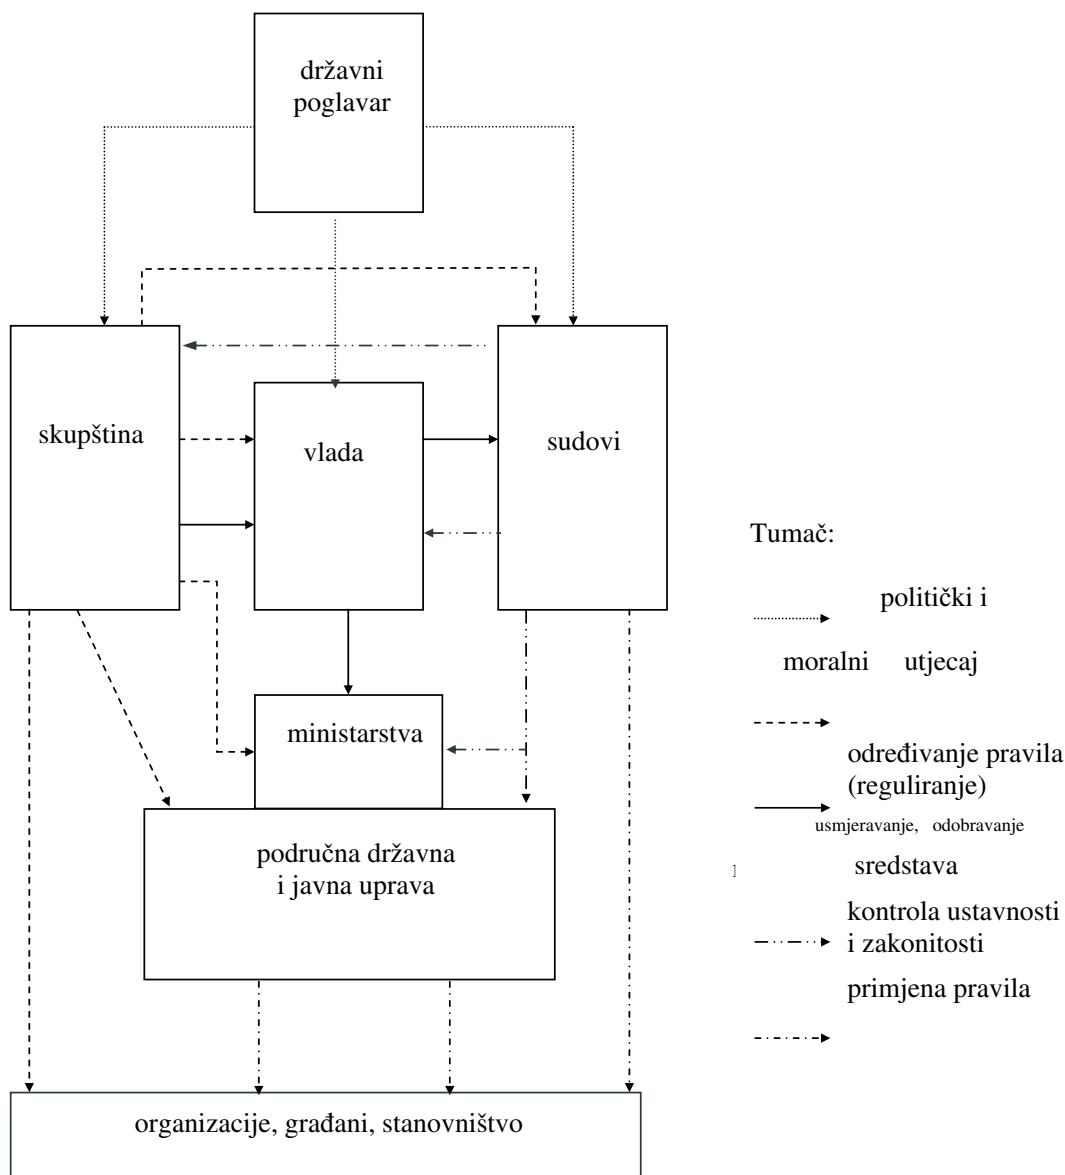 državni
poglavar
skupština
vlada
sudovi
ministarstva
područna državna
i javna uprava
organizacije, građani, stanovništvo
Tumač:
politički i
moralni utjecaj
određivanje pravila
(reguliranje)
usmjeravanje, odobravanje
sredstava
kontrola ustavnosti
i zakonitosti
primjena pravila